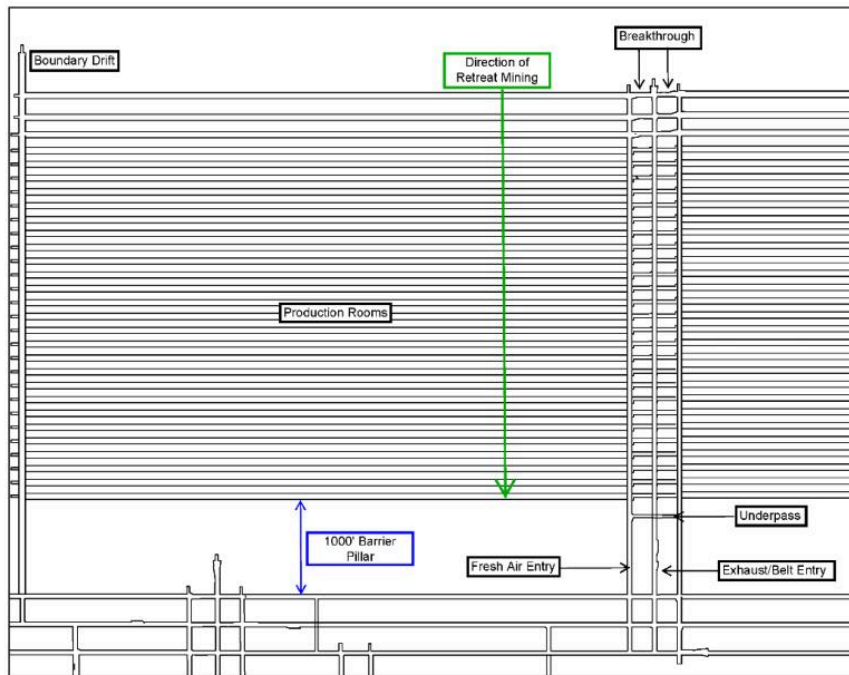 Breakthrough
Boundary Drift
Direction of
Retreat Mining
Production Rooms
Underpass
1000' Barrier
Pillar
Fresh Air Entry
Exhaust/Belt Entry